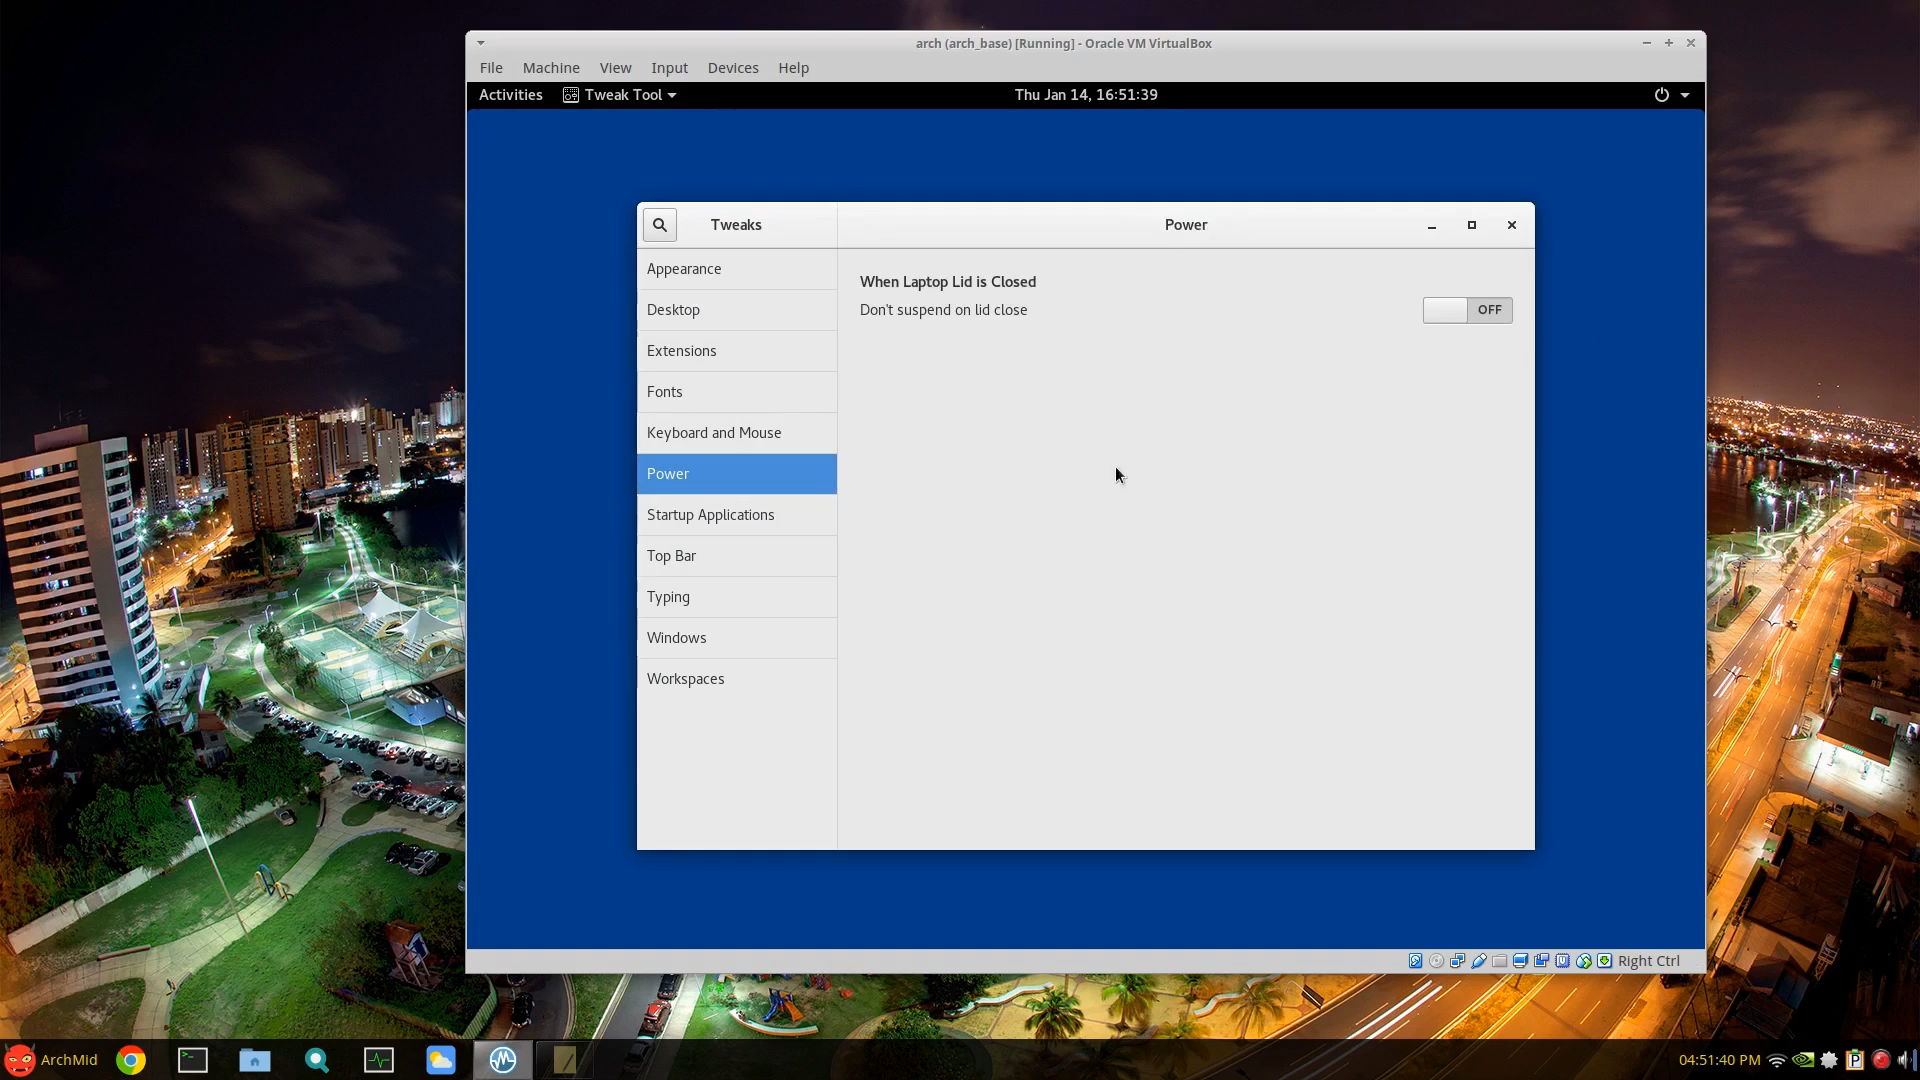 arch (arch_base) [Running] - Oracle VM VirtualBox
File Machine View Input Devices Help
Activities Tweak Tool Thu Jan 14, 16:51:39
Tweaks Power
Appearance
Desktop
Extensions
Fonts
Keyboard and Mouse
Power
Startup Applications
Top Bar
Typing
Windows
Workspaces
When Laptop Lid is Closed
Don't suspend on lid close OFF
Right Ctrl
ArchMid 04:51:40 PM